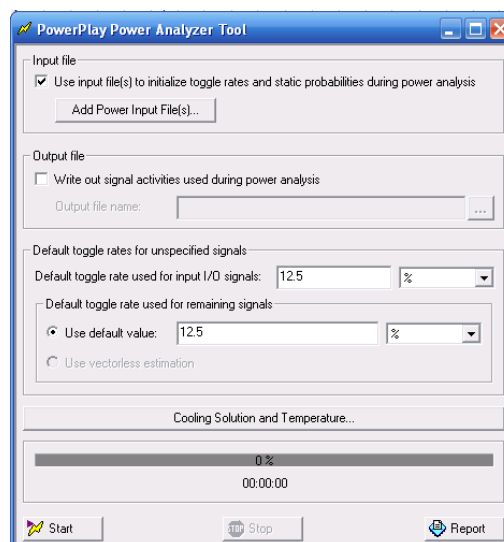 PowerPlay Power Analyzer Tool
Input file
Use input file(s) to initialize toggle rates and static probabilities during power analysis
Add Power Input File(s)...
Output file
Write out signal activities used during power analysis
Output file name:
...
Default toggle rates for unspecified signals
Default toggle rate used for input I/O signals: 12.5 %
Default toggle rate used for remaining signals
Use default value: 12.5 %
Use vectorless estimation
Cooling Solution and Temperature...
0 %
00:00:00
Start STOP Stop Report